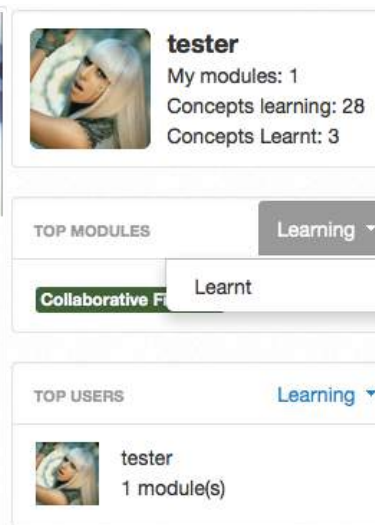 tester
My modules: 1
Concepts learning: 28
Concepts Learnt: 3
TOP MODULES
Learning
Learnt
Collaborative
TOP USERS
Learning
tester
1 module(s)